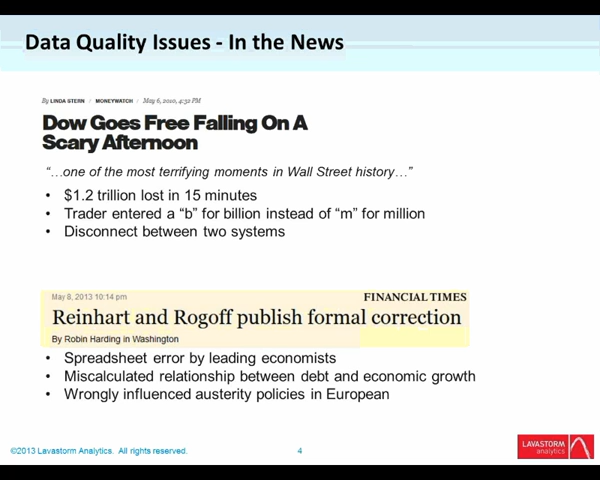 Data Quality Issues - In the News
By LINDA STERN / MONEYWATCH / May 6, 2010, 4:32 PM
Dow Goes Free Falling On A
Scary Afternoon
“…one of the most terrifying moments in Wall Street history…”
• $1.2 trillion lost in 15 minutes
• Trader entered a “b” for billion instead of “m” for million
• Disconnect between two systems
May 8, 2013 10:14 pm
FINANCIAL TIMES
Reinhart and Rogoff publish formal correction
By Robin Harding in Washington
• Spreadsheet error by leading economists
• Miscalculated relationship between debt and economic growth
• Wrongly influenced austerity policies in European
©2013 Lavastorm Analytics. All rights reserved.
4
LAVASTORM
analytics